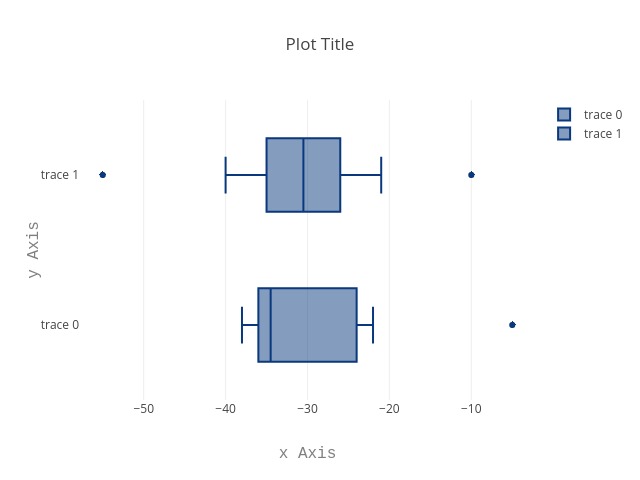 Plot Title
trace 0
trace 1
trace 1
trace 0
y Axis
−50
−40
−30
−20
−10
x Axis